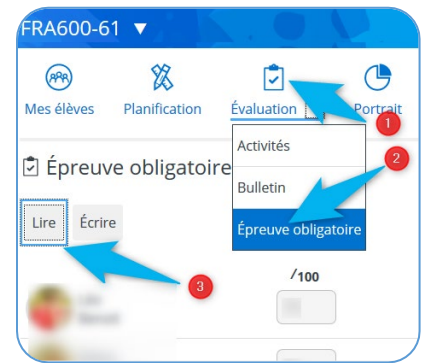 FRA600-61 ▼
Mes élèves Planification Évaluation Portrait
1
Activités
Épreuve obligatoire
2
Bulletin
Lire Écrire
Épreuve obligatoire
3
/100